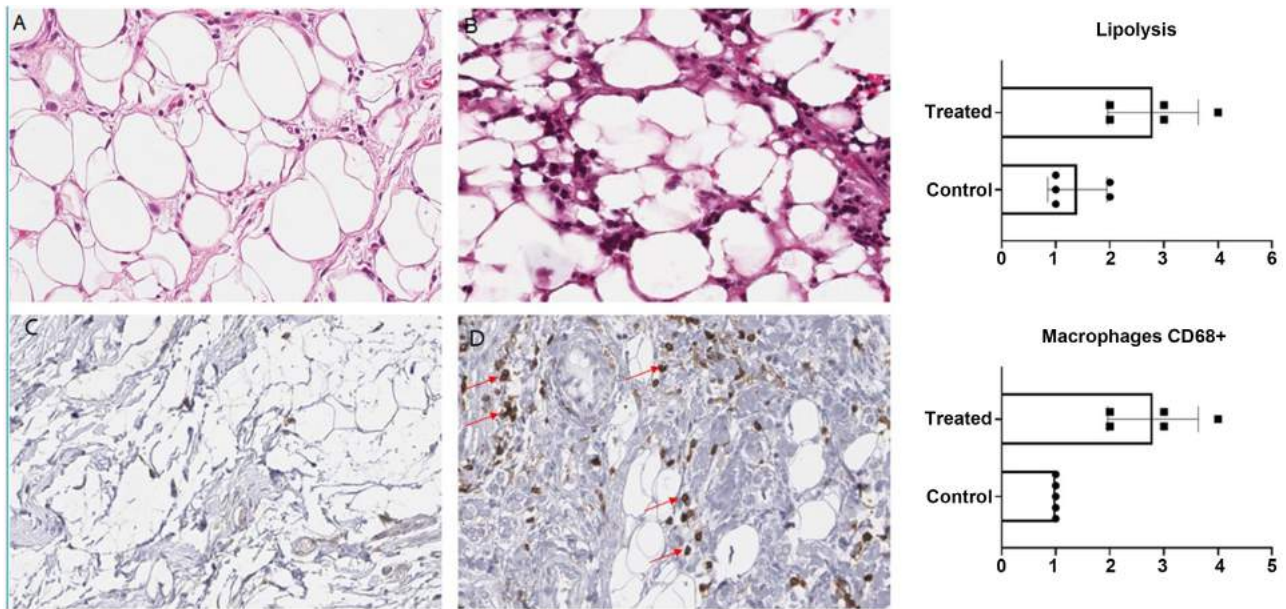 A
B
C
D
Lipolysis
Treated
Control
0 1 2 3 4 5 6
Macrophages CD68+
Treated
Control
0 1 2 3 4 5